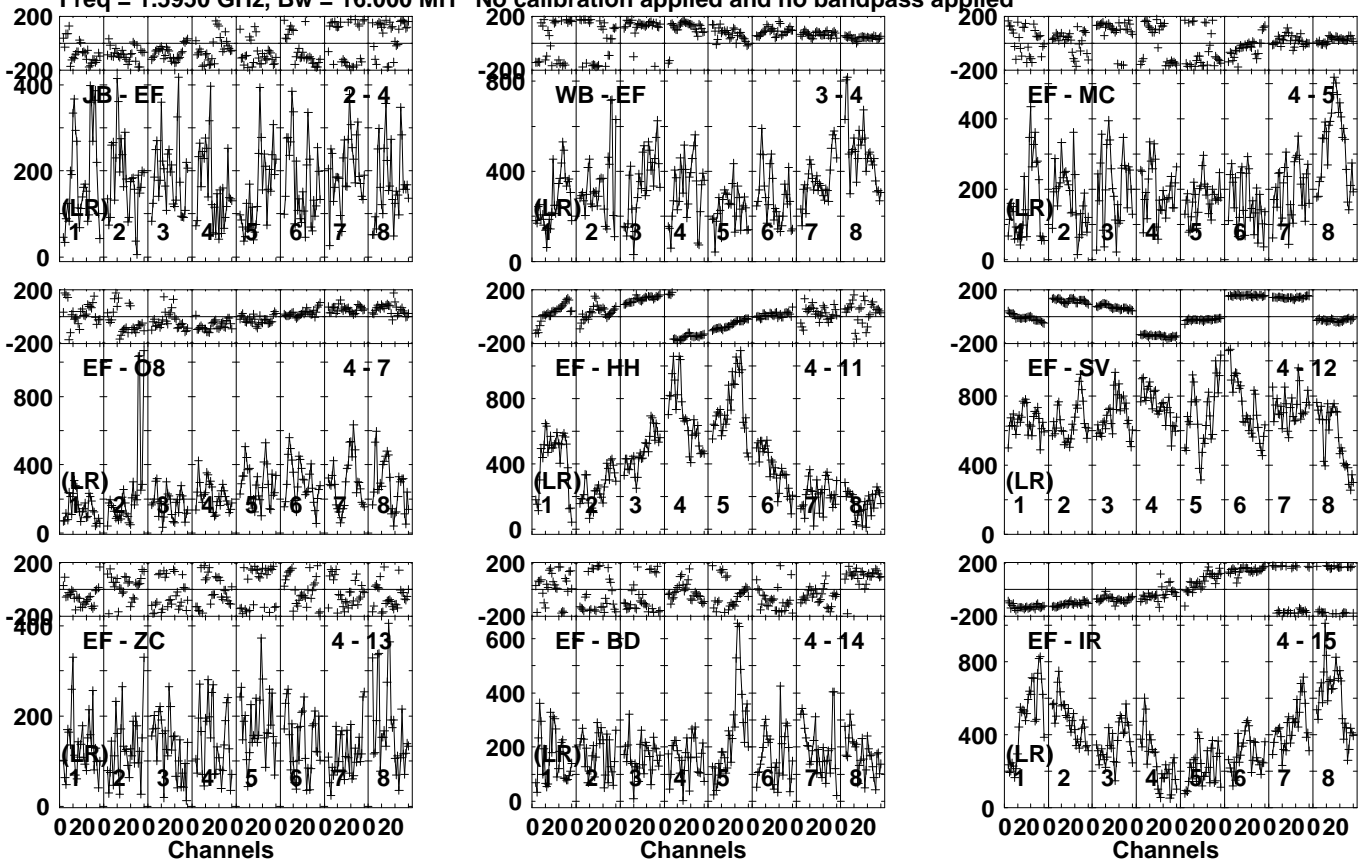 Freq = 1.5950 GHz, Bw = 16.000 MH No calibration applied and no bandpass applied
200
-200
400
200
0
JB - EF 2 - 4
(LR)
1 2 3 4 5 6 7 8
200
-200
800
400
0
WB - EF 3 - 4
(LR)
1 2 3 4 5 6 7 8
200
-200
400
200
0
EF - MC 4 - 5
(LR)
1 2 3 4 5 6 7 8
200
-200
800
400
0
EF - O8 4 - 7
(LR)
1 2 3 4 5 6 7 8
200
-200
800
400
0
EF - HH 4 - 11
(LR)
1 2 3 4 5 6 7 8
200
-200
800
400
0
EF - SV 4 - 12
(LR)
1 2 3 4 5 6 7 8
200
-200
400
200
0
EF - ZC 4 - 13
(LR)
1 2 3 4 5 6 7 8
0 20 0 20 0 20 0 20 0 20 0 20 0 20 0 20
Channels
200
-200
600
400
200
0
EF - BD 4 - 14
(LR)
1 2 3 4 5 6 7 8
0 20 0 20 0 20 0 20 0 20 0 20 0 20 0 20
Channels
200
-200
800
400
0
EF - IR 4 - 15
(LR)
1 2 3 4 5 6 7 8
0 20 0 20 0 20 0 20 0 20 0 20 0 20 0 20
Channels